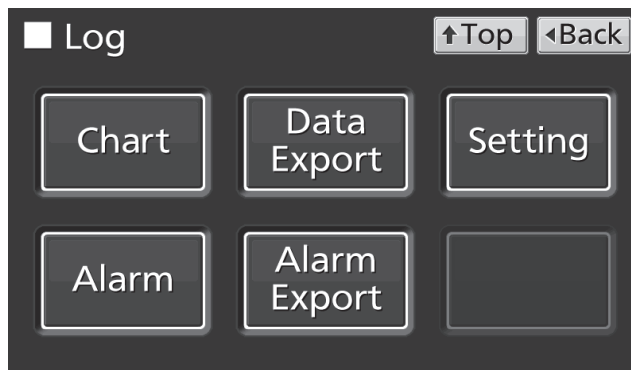 Log
↑Top
◂Back
Chart
Data
Export
Setting
Alarm
Alarm
Export